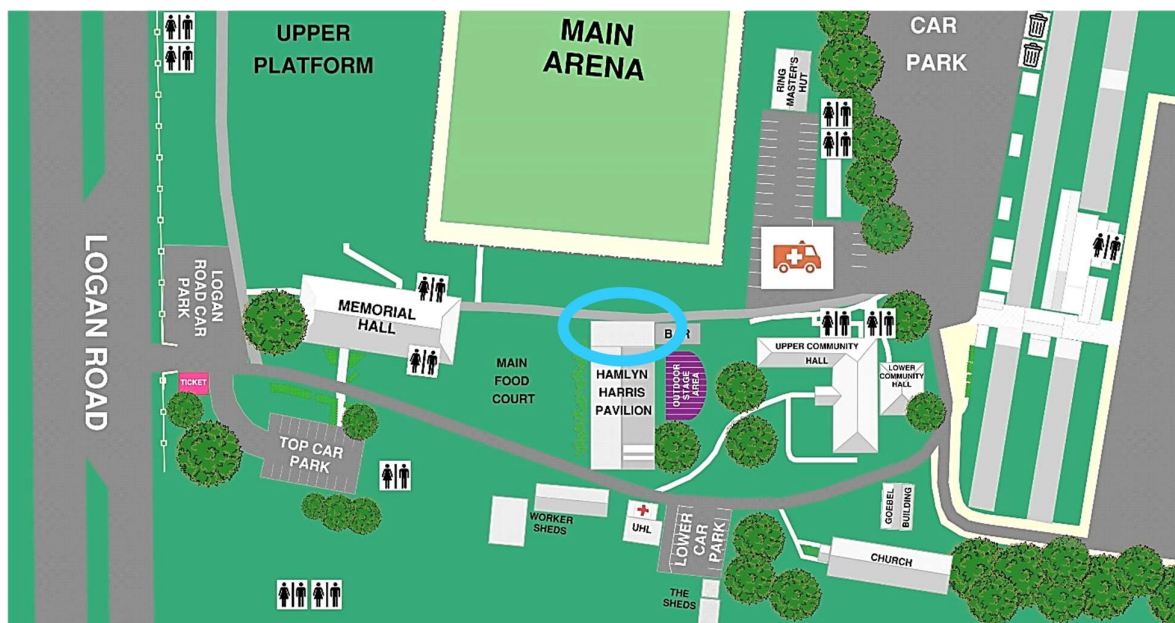 UPPER
PLATFORM
MAIN
ARENA
CAR
PARK
RING
MASTER'S
HUT
LOGAN ROAD
LOGAN
ROAD CAR
PARK
MEMORIAL
HALL
MAIN
FOOD
COURT
HAMLYN
HARRIS
PAVILION
BAR
OUTDOOR
STAGE
AREA
UPPER COMMUNITY
HALL
LOWER
COMMUNITY
HALL
TICKET
TOP CAR
PARK
WORKER
SHEDS
UHL
LOWER
CAR
PARK
THE
SHEDS
GOEBEL
BUILDING
CHURCH